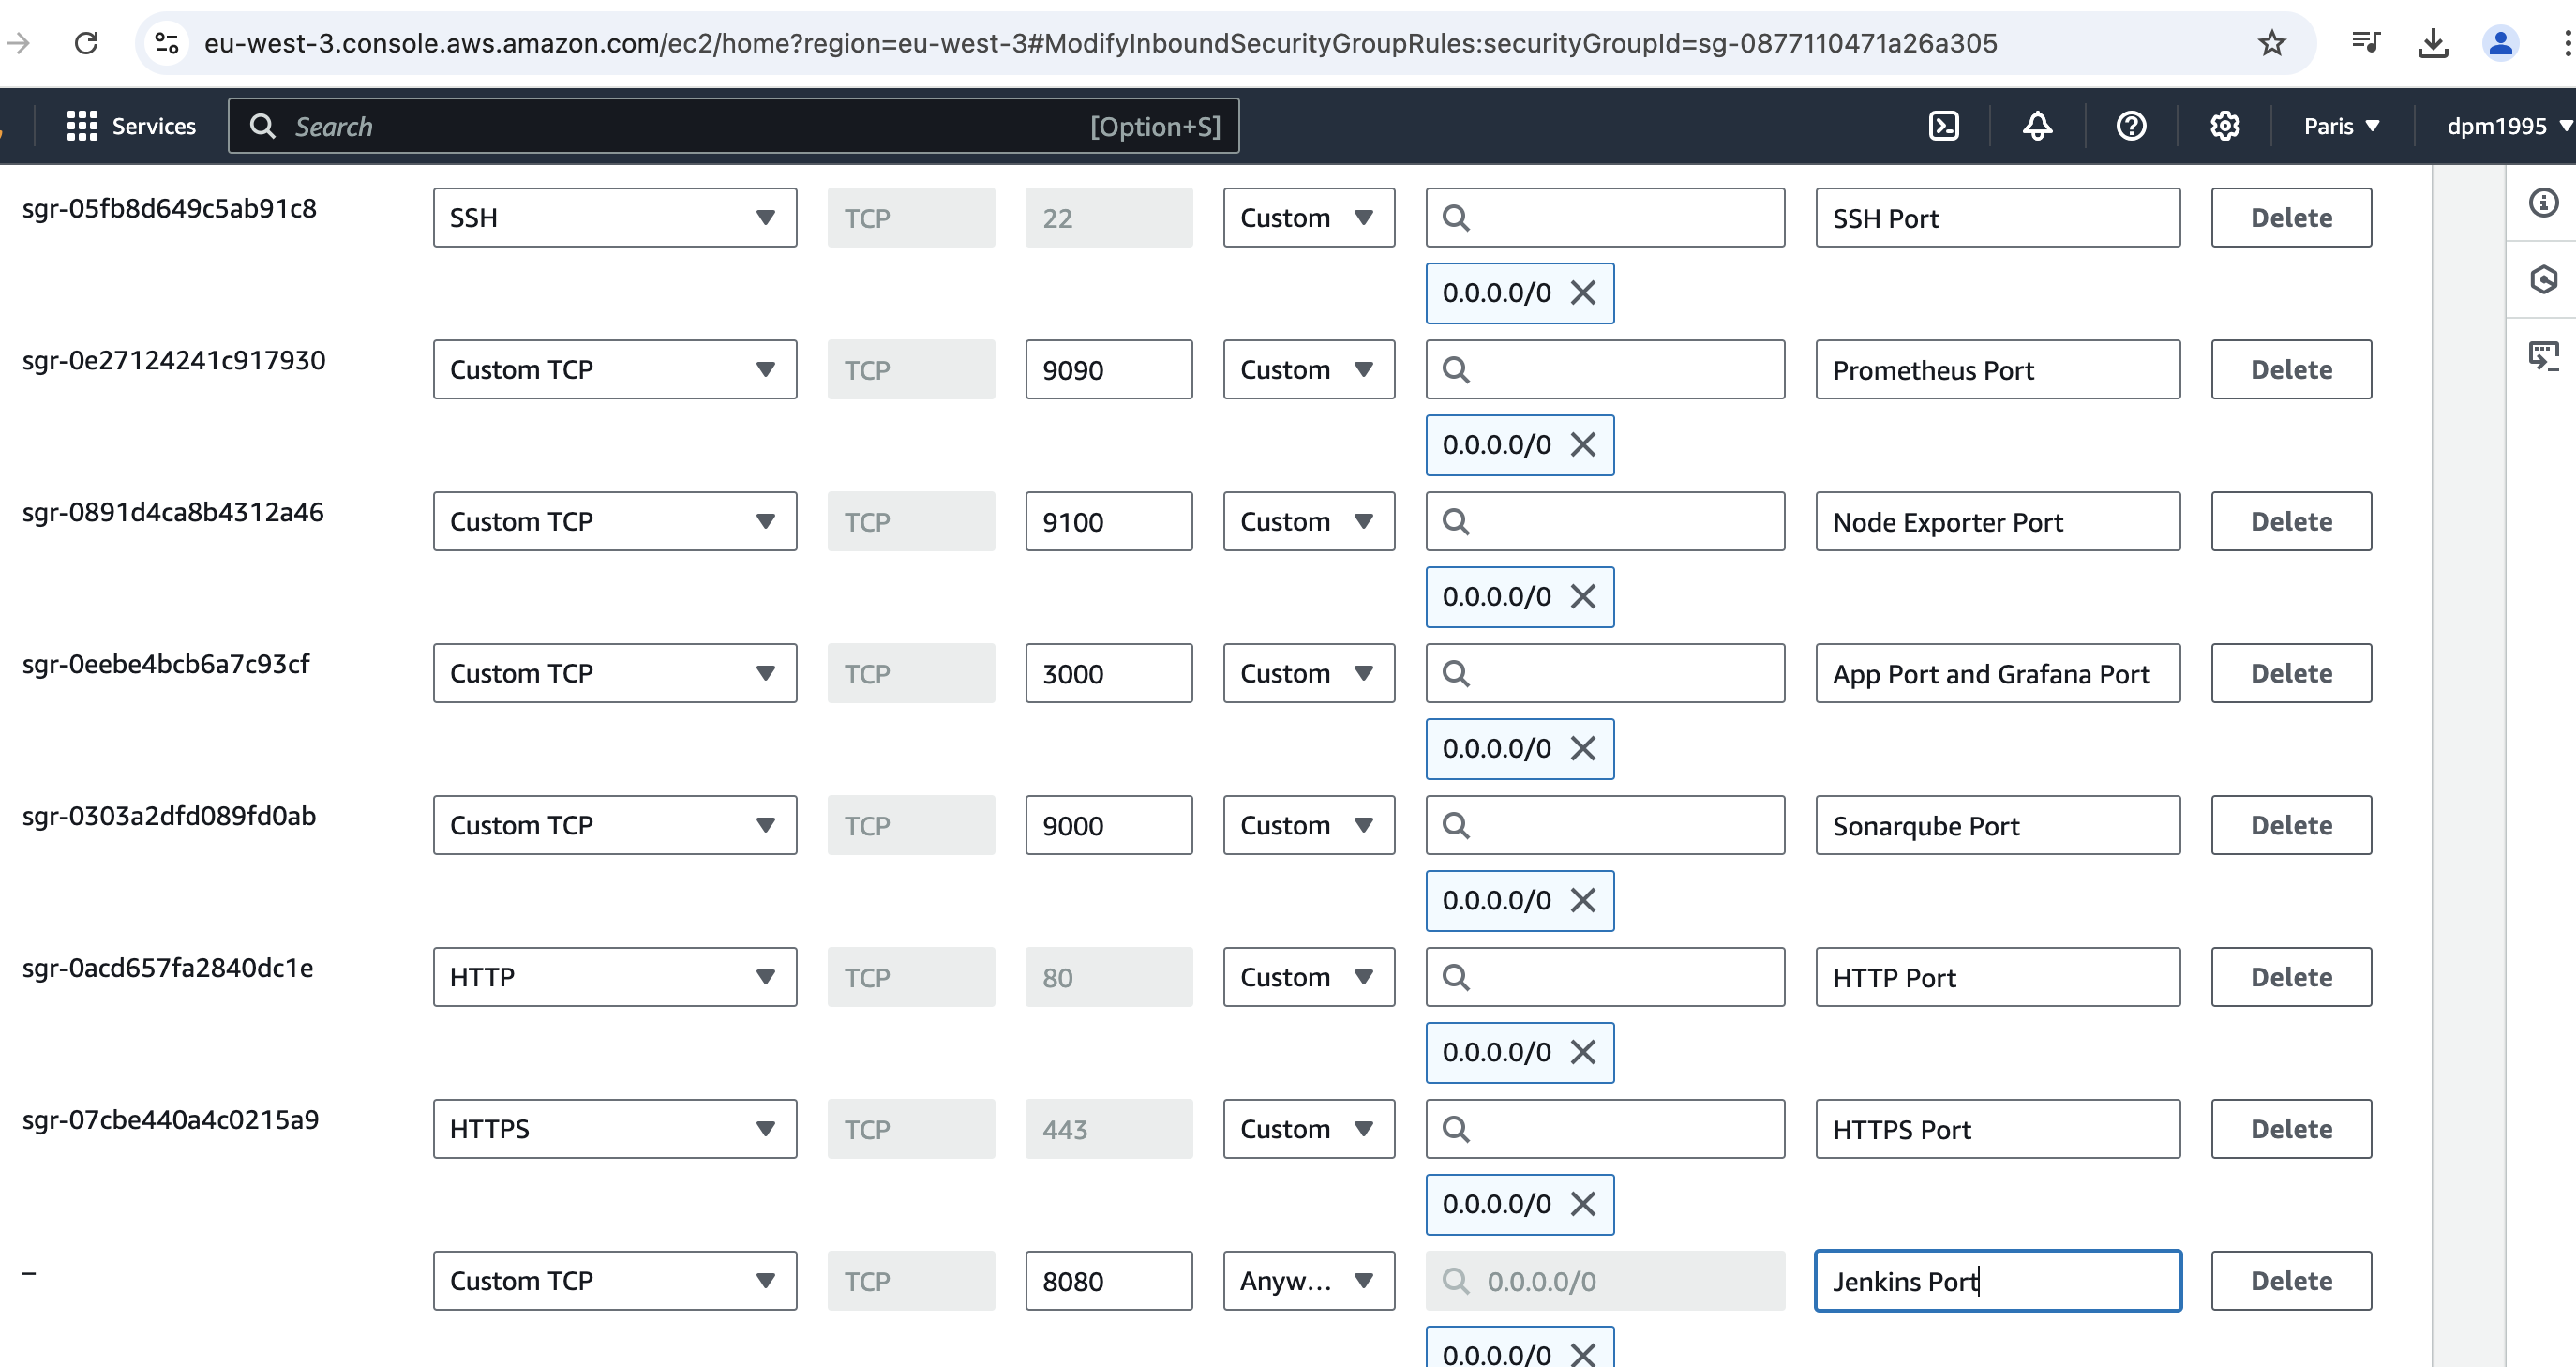 eu-west-3.console.aws.amazon.com/ec2/home?region=eu-west-3#ModifyInboundSecurityGroupRules:securityGroupId=sg-0877110471a26a305
Services Search [Option+S] Paris dpm1995
sgr-05fb8d649c5ab91c8 SSH TCP 22 Custom SSH Port Delete
0.0.0.0/0
sgr-0e27124241c917930 Custom TCP TCP 9090 Custom Prometheus Port Delete
0.0.0.0/0
sgr-0891d4ca8b4312a46 Custom TCP TCP 9100 Custom Node Exporter Port Delete
0.0.0.0/0
sgr-0eebe4bcb6a7c93cf Custom TCP TCP 3000 Custom App Port and Grafana Port Delete
0.0.0.0/0
sgr-0303a2dfd089fd0ab Custom TCP TCP 9000 Custom Sonarqube Port Delete
0.0.0.0/0
sgr-0acd657fa2840dc1e HTTP TCP 80 Custom HTTP Port Delete
0.0.0.0/0
sgr-07cbe440a4c0215a9 HTTPS TCP 443 Custom HTTPS Port Delete
0.0.0.0/0
– Custom TCP TCP 8080 Anyw... 0.0.0.0/0 Jenkins Port Delete
0.0.0.0/0